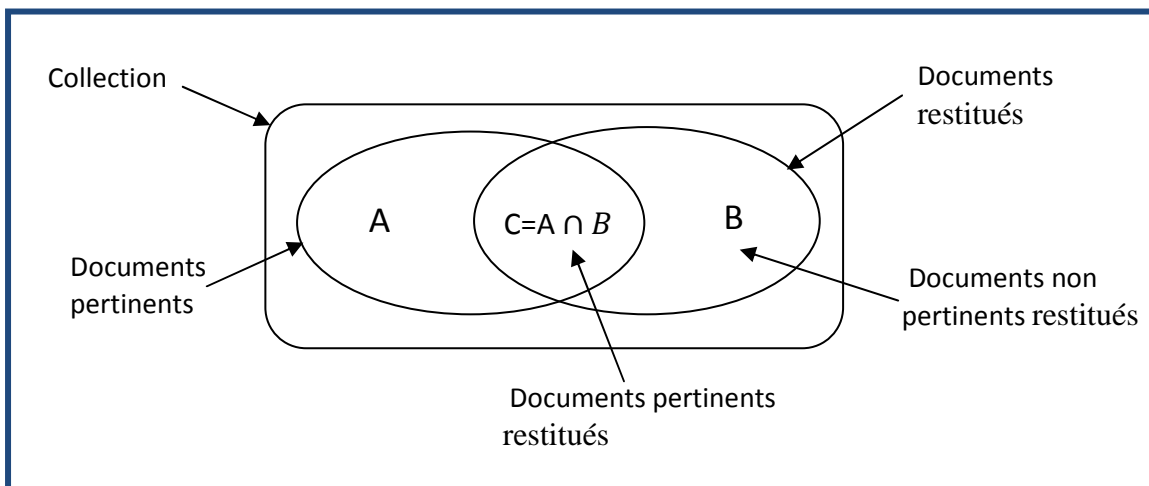 Collection
Documents
restitués
A
C=A ∩ 𝐵
B
Documents
pertinents
Documents non
pertinents restitués
Documents pertinents
restitués